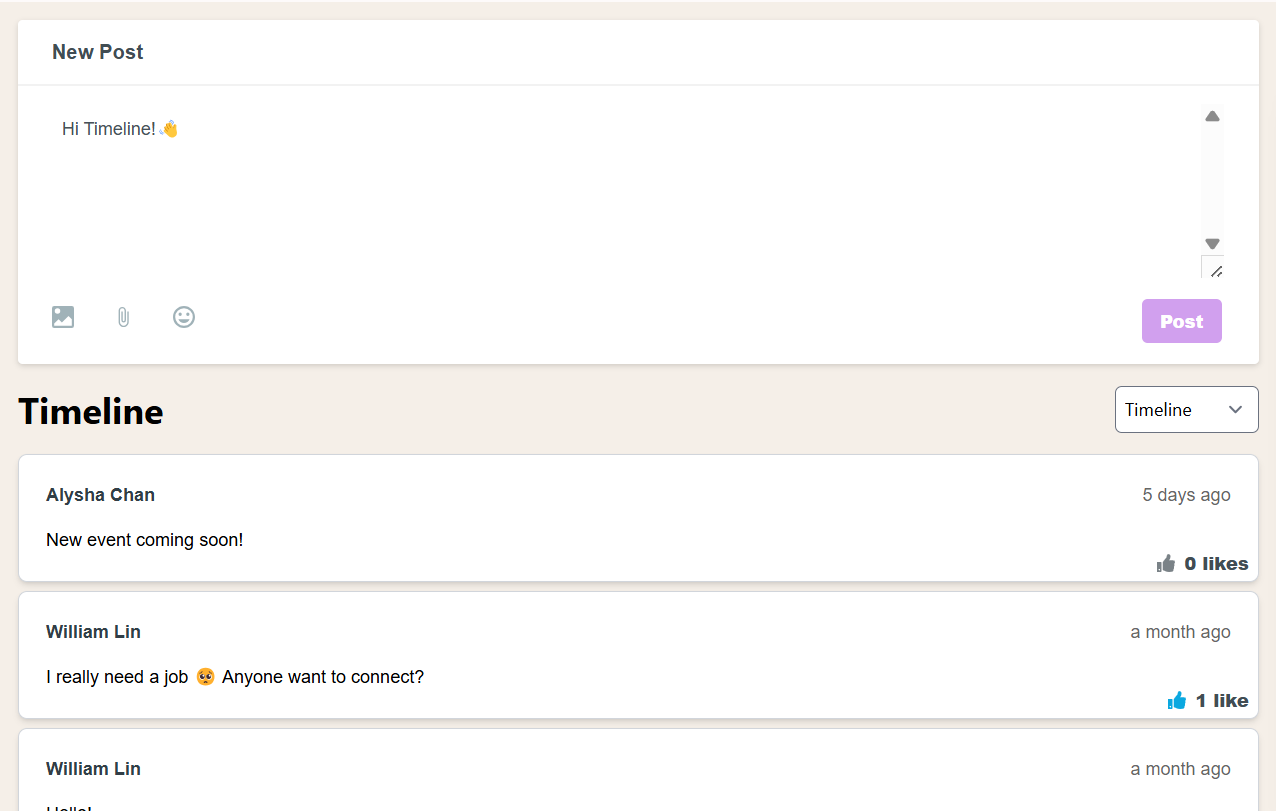 New Post
Hi Timeline!👋
Post
Timeline
Timeline
Alysha Chan
5 days ago
New event coming soon!
0 likes
William Lin
a month ago
I really need a job 🥺 Anyone want to connect?
1 like
William Lin
a month ago
Hello!